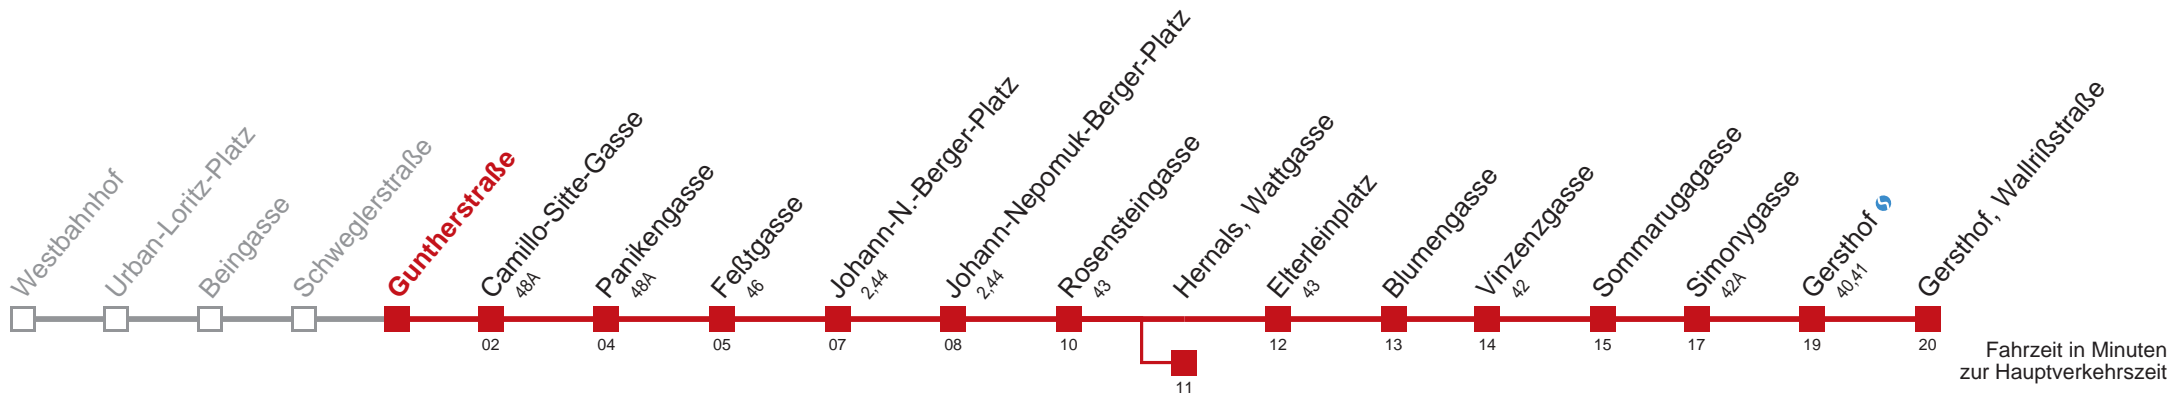 Westbahnhof
Urban-Loritz-Platz
Beingasse
Schweglerstraße
Guntherstraße
Camillo-Sitte-Gasse
48A
Panikengasse
48A
Feßtgasse
46
Johann-N.-Berger-Platz
2,44
Johann-Nepomuk-Berger-Platz
2,44
Rosensteingasse
43
Hernals, Wattgasse
Elterleinplatz
43
Blumengasse
Vinzenzgasse
42
Sommarugagasse
Simonygasse
42A
Gersthof
40,41
Gersthof, Wallrißstraße
02 04 05 07 08 10 12 13 14 15 17 19 20
11
Fahrzeit in Minuten
zur Hauptverkehrszeit